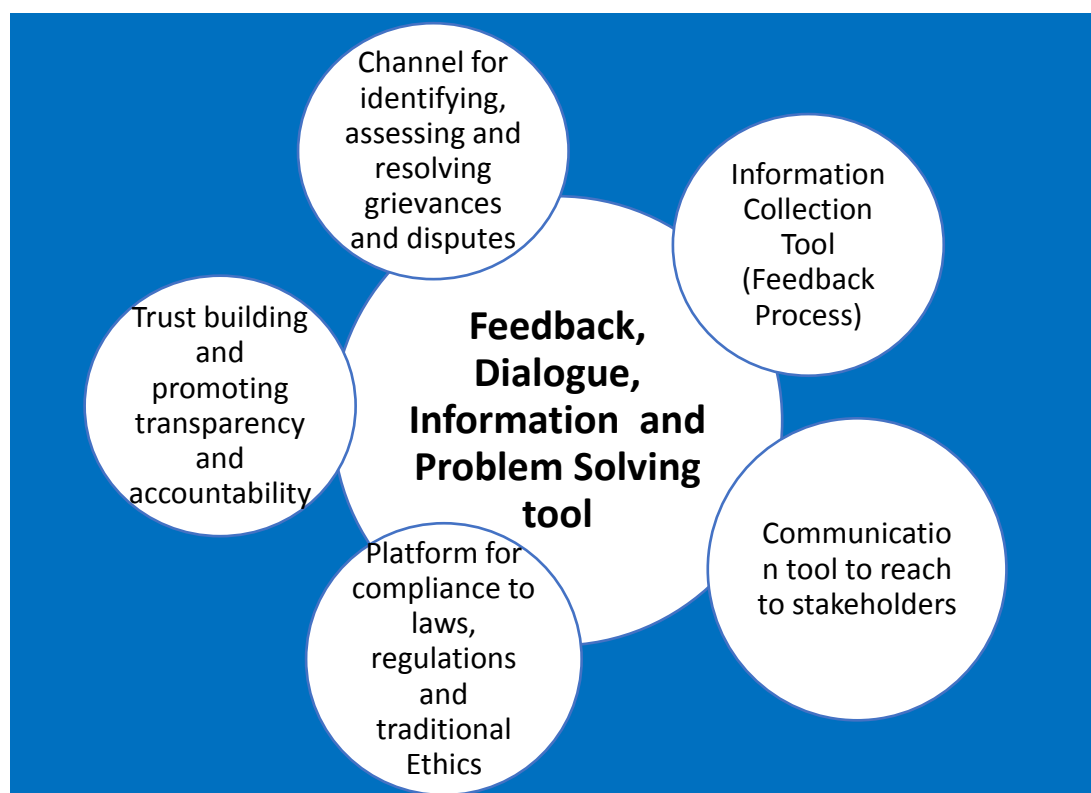 Channel for
identifying,
assessing and
resolving
grievances
and disputes
Information
Collection
Tool
(Feedback
Process)
Feedback,
Dialogue,
Information and
Problem Solving
tool
Trust building
and
promoting
transparency
and
accountability
Communicatio
n tool to reach
to stakeholders
Platform for
compliance to
laws,
regulations
and
traditional
Ethics